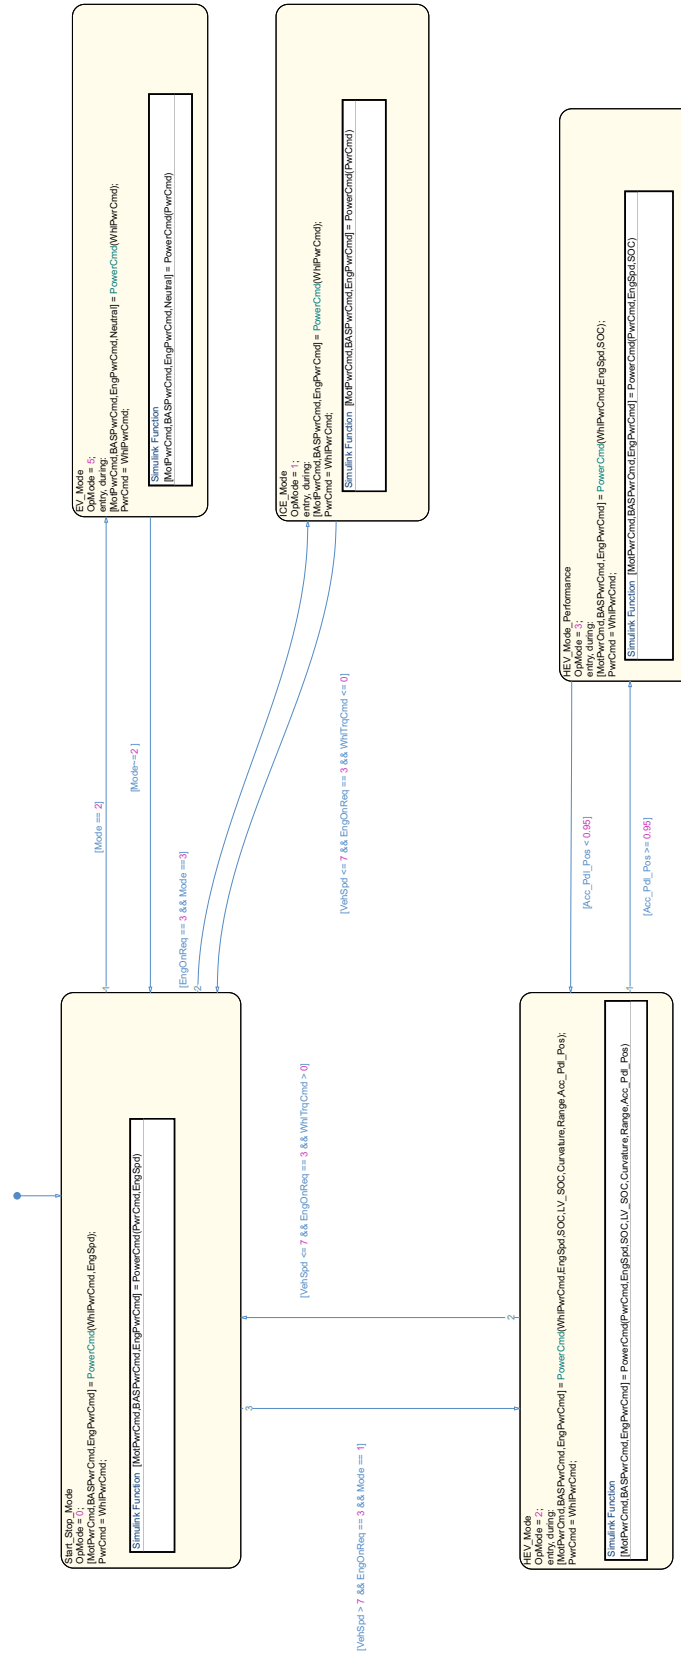 EV_Mode
OpMode = 5;
entry, during:
[MotPwrCmd,BASPwrCmd,EngPwrCmd,Neutral] = PowerCmd(WhlPwrCmd);
PwrCmd = WhlPwrCmd;
Simulink Function
[MotPwrCmd,BASPwrCmd,EngPwrCmd,Neutral] = PowerCmd(PwrCmd)
ICE_Mode
OpMode = 1;
entry, during:
[MotPwrCmd,BASPwrCmd,EngPwrCmd] = PowerCmd(WhlPwrCmd);
PwrCmd = WhlPwrCmd;
Simulink Function [MotPwrCmd,BASPwrCmd,EngPwrCmd] = PowerCmd(PwrCmd)
HEV_Mode_Performance
OpMode = 3;
entry, during:
[MotPwrCmd,BASPwrCmd,EngPwrCmd] = PowerCmd(WhlPwrCmd,EngSpd,SOC);
PwrCmd = WhlPwrCmd;
Simulink Function [MotPwrCmd,BASPwrCmd,EngPwrCmd] = PowerCmd(PwrCmd,EngSpd,SOC)
[Mode == 2]
[Mode~=2 ]
[EngOnReq == 3 && Mode ==3]
[VehSpd <= 7 && EngOnReq == 3 && WhlTrqCmd <= 0]
[Acc_Pdl_Pos < 0.95]
[Acc_Pdl_Pos >= 0.95]
1
2
1
Start_Stop_Mode
OpMode = 0;
[MotPwrCmd,BASPwrCmd,EngPwrCmd] = PowerCmd(WhlPwrCmd,EngSpd);
PwrCmd = WhlPwrCmd;
Simulink Function [MotPwrCmd,BASPwrCmd,EngPwrCmd] = PowerCmd(PwrCmd,EngSpd)
[VehSpd <= 7 && EngOnReq == 3 && WhlTrqCmd > 0]
2
3
[VehSpd > 7 && EngOnReq == 3 && Mode == 1]
HEV_Mode
OpMode = 2;
entry, during:
[MotPwrCmd,BASPwrCmd,EngPwrCmd] = PowerCmd(WhlPwrCmd,EngSpd,SOC,LV_SOC,Curvature,Range,Acc_Pdl_Pos);
PwrCmd = WhlPwrCmd;
Simulink Function
[MotPwrCmd,BASPwrCmd,EngPwrCmd] = PowerCmd(PwrCmd,EngSpd,SOC,LV_SOC,Curvature,Range,Acc_Pdl_Pos)